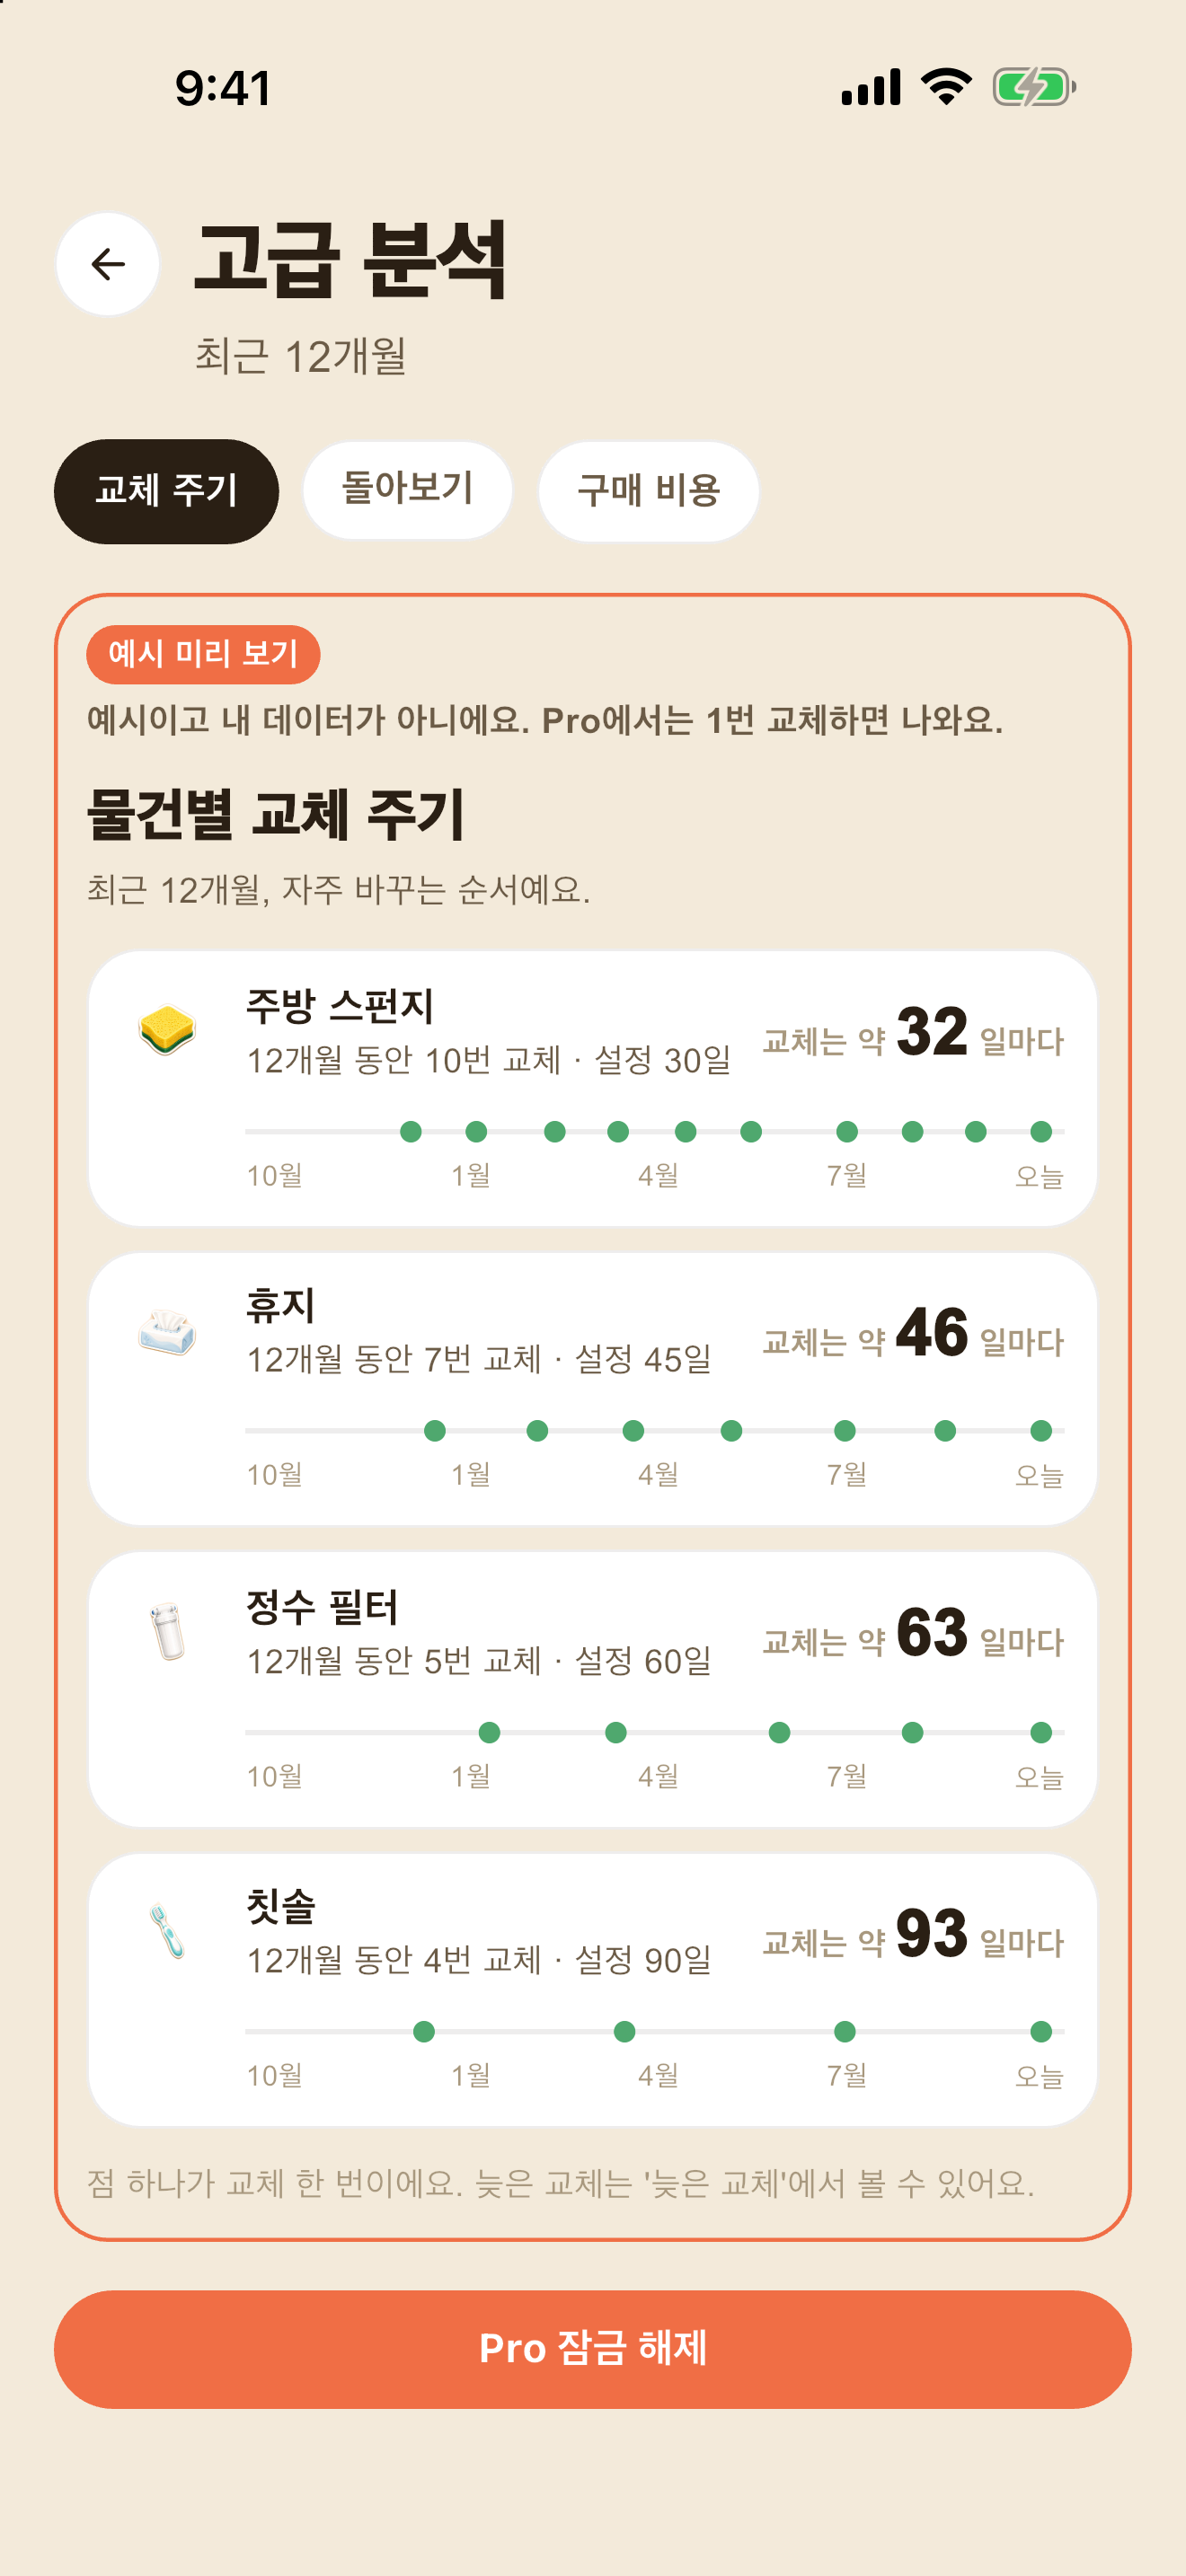 9:41
고급 분석
최근 12개월
교체 주기
돌아보기
구매 비용
예시 미리 보기
예시이고 내 데이터가 아니에요. Pro에서는 1번 교체하면 나와요.
물건별 교체 주기
최근 12개월, 자주 바꾸는 순서예요.
주방 스펀지
12개월 동안 10번 교체 · 설정 30일
교체는 약 32 일마다
10월 1월 4월 7월 오늘
휴지
12개월 동안 7번 교체 · 설정 45일
교체는 약 46 일마다
10월 1월 4월 7월 오늘
정수 필터
12개월 동안 5번 교체 · 설정 60일
교체는 약 63 일마다
10월 1월 4월 7월 오늘
칫솔
12개월 동안 4번 교체 · 설정 90일
교체는 약 93 일마다
10월 1월 4월 7월 오늘
점 하나가 교체 한 번이에요. 늦은 교체는 '늦은 교체'에서 볼 수 있어요.
Pro 잠금 해제